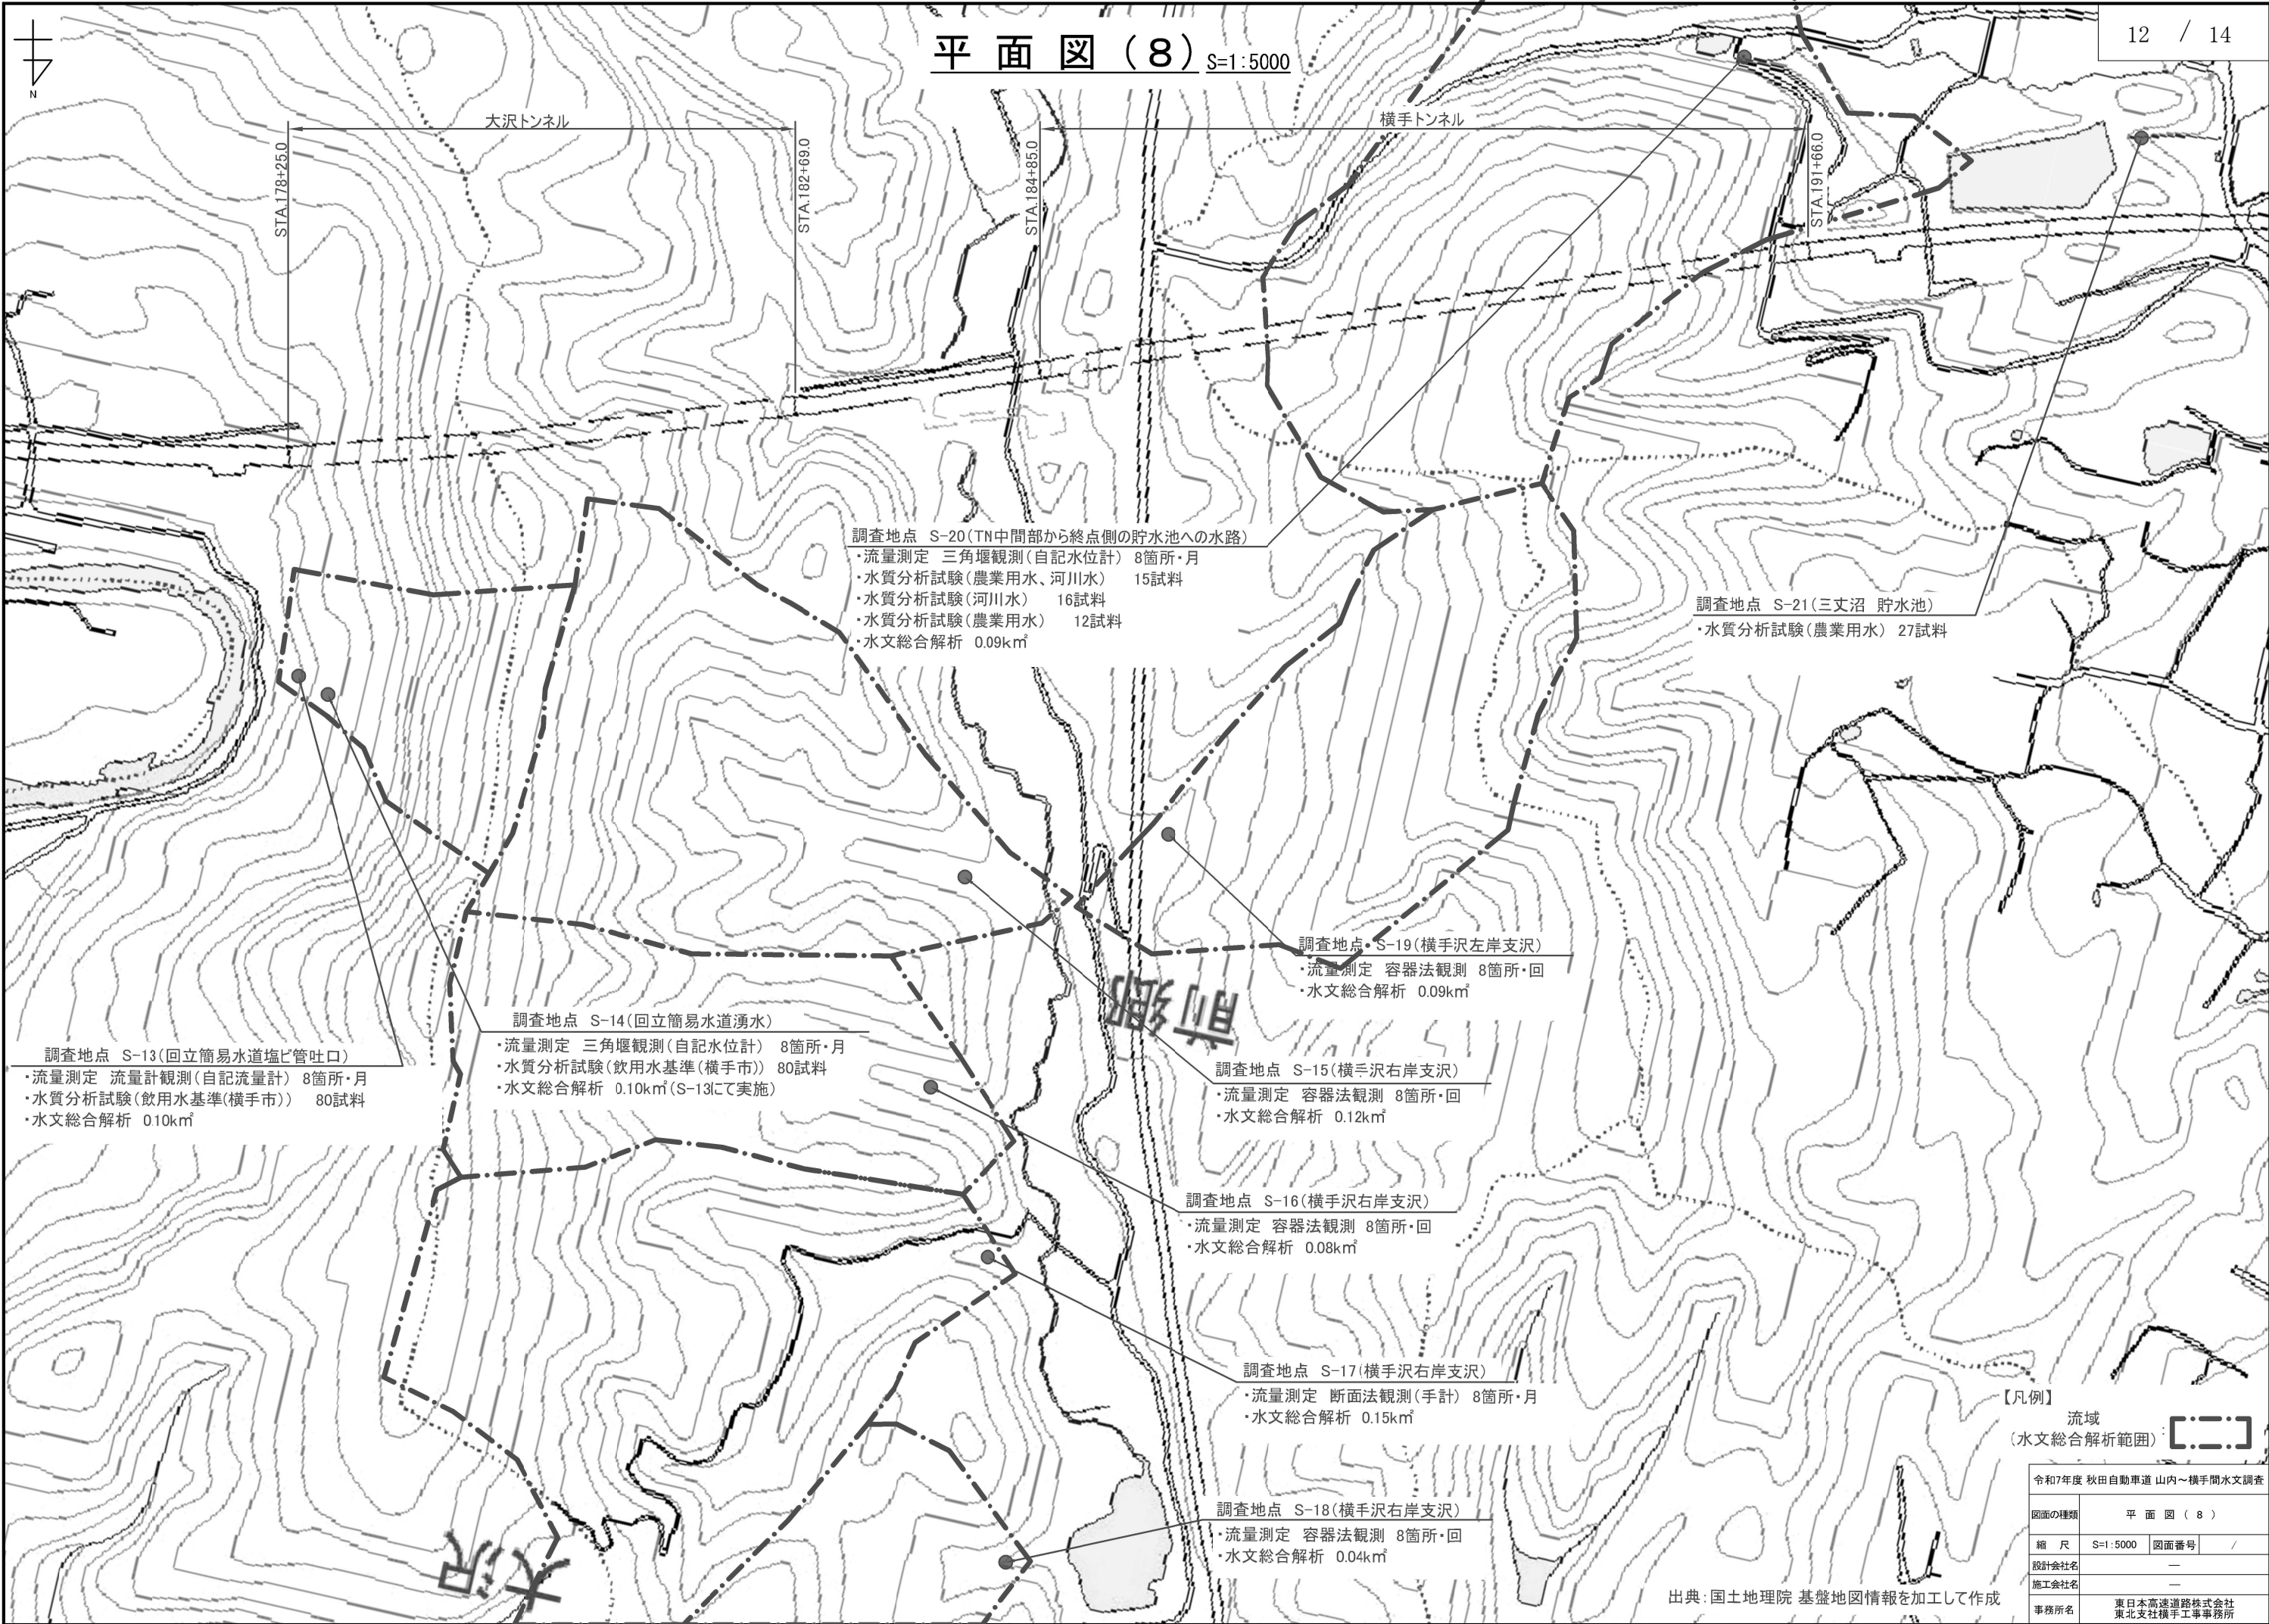 平面図（８） S=1:5000
12 / 14
N
大沢トンネル
横手トンネル
STA.178+25.0
STA.182+69.0
STA.184+85.0
STA.191+66.0
調査地点 S-20(TN中間部から終点側の貯水池への水路)
・流量測定 三角堰観測(自記水位計) 8箇所・月
・水質分析試験(農業用水、河川水) 15試料
・水質分析試験(河川水) 16試料
・水質分析試験(農業用水) 12試料
・水文総合解析 0.09k㎡
調査地点 S-21(三丈沼 貯水池)
・水質分析試験(農業用水) 27試料
調査地点 S-19(横手沢左岸支沢)
・流量測定 容器法観測 8箇所・回
・水文総合解析 0.09k㎡
前郷
調査地点 S-14(回立簡易水道湧水)
・流量測定 三角堰観測(自記水位計) 8箇所・月
・水質分析試験(飲用水基準(横手市)) 80試料
・水文総合解析 0.10k㎡(S-13にて実施)
調査地点 S-13(回立簡易水道塩ビ管吐口)
・流量測定 流量計観測(自記流量計) 8箇所・月
・水質分析試験(飲用水基準(横手市)) 80試料
・水文総合解析 0.10k㎡
調査地点 S-15(横手沢右岸支沢)
・流量測定 容器法観測 8箇所・回
・水文総合解析 0.12k㎡
調査地点 S-16(横手沢右岸支沢)
・流量測定 容器法観測 8箇所・回
・水文総合解析 0.08k㎡
調査地点 S-17(横手沢右岸支沢)
・流量測定 断面法観測(手計) 8箇所・月
・水文総合解析 0.15k㎡
調査地点 S-18(横手沢右岸支沢)
・流量測定 容器法観測 8箇所・回
・水文総合解析 0.04k㎡
大沢
【凡例】
流域
(水文総合解析範囲) :
出典：国土地理院 基盤地図情報を加工して作成
令和7年度 秋田自動車道 山内～横手間水文調査
図面の種類 平面図（8）
縮尺 S=1:5000 図面番号 /
設計会社名 ―
施工会社名 ―
事務所名 東日本高速道路株式会社
東北支社横手工事事務所